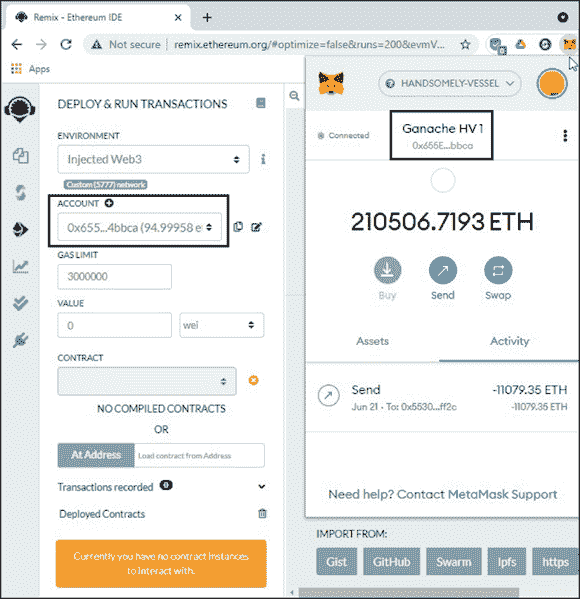 Remix - Ethereum IDE
Not secure | remix.ethereum.org/#optimize=false&runs=200&evmV
Apps
DEPLOY & RUN TRANSACTIONS
ENVIRONMENT
Injected Web3
Custom (5777) network
ACCOUNT
0x655...4bbca (94.99958 e
GAS LIMIT
3000000
VALUE
0
wei
CONTRACT
NO COMPILED CONTRACTS
OR
At Address
Load contract from Address
Transactions recorded 0
Deployed Contracts
Currently you have no contract instances
to interact with.
HANDSOMELY-VESSEL
Connected
Ganache HV 1
0x655E...bbca
210506.7193 ETH
Buy
Send
Swap
Assets
Activity
Send
-11079.35 ETH
Jun 21 · To: 0x5530...ff2c
-11079.35 ETH
Need help? Contact MetaMask Support
IMPORT FROM:
Gist
GitHub
Swarm
Ipfs
https